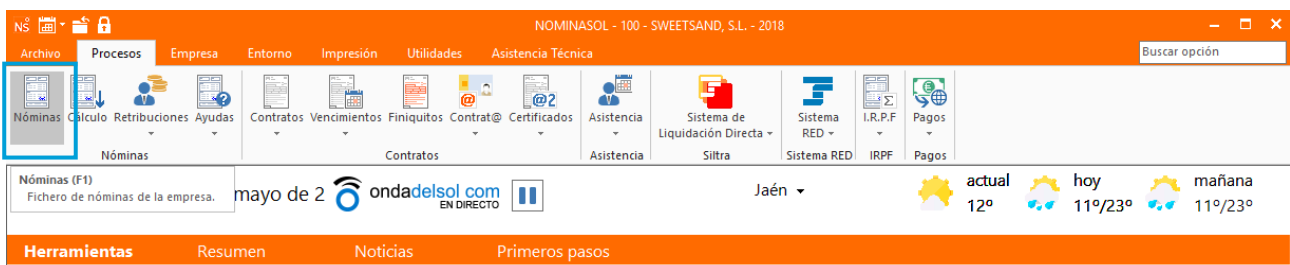 NS
NOMINASOL - 100 - SWEETSAND, S.L. - 2018
Archivo Procesos Empresa Entorno Impresión Utilidades Asistencia Técnica Buscar opción
Nóminas Cálculo Retribuciones Ayudas Contratos Vencimientos Finiquitos Contrat@ Certificados Asistencia Sistema de Liquidación Directa Sistema RED I.R.P.F Pagos
Nóminas Contratos Asistencia Siltra Sistema RED IRPF Pagos
Nóminas (F1)
Fichero de nóminas de la empresa.
mayo de 2
ondadelsol com
EN DIRECTO
Jaén
actual hoy mañana
12º 11º/23º 11º/23º
Herramientas Resumen Noticias Primeros pasos